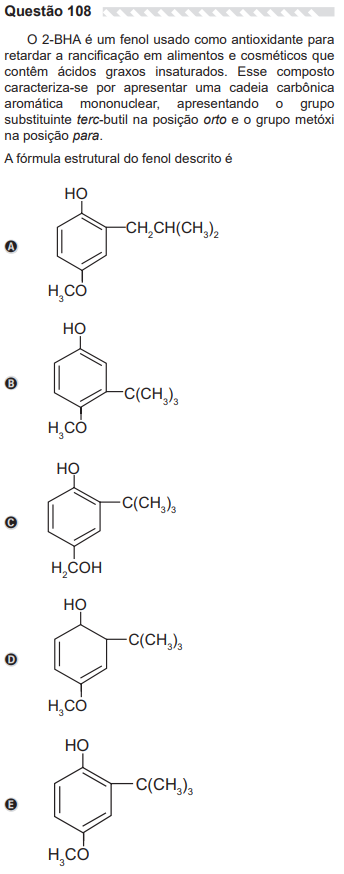 Questão 108
O 2-BHA é um fenol usado como antioxidante para
retardar a rancificação em alimentos e cosméticos que
contêm ácidos graxos insaturados. Esse composto
caracteriza-se por apresentar uma cadeia carbônica
aromática mononuclear, apresentando o grupo
substituinte terc-butil na posição orto e o grupo metóxi
na posição para.
A fórmula estrutural do fenol descrito é
HO
CH₂CH(CH₃)₂
A
H₃CO
HO
B
C(CH₃)₃
H₃CO
HO
C(CH₃)₃
C
H₂COH
HO
C(CH₃)₃
D
H₃CO
HO
C(CH₃)₃
E
H₃CO